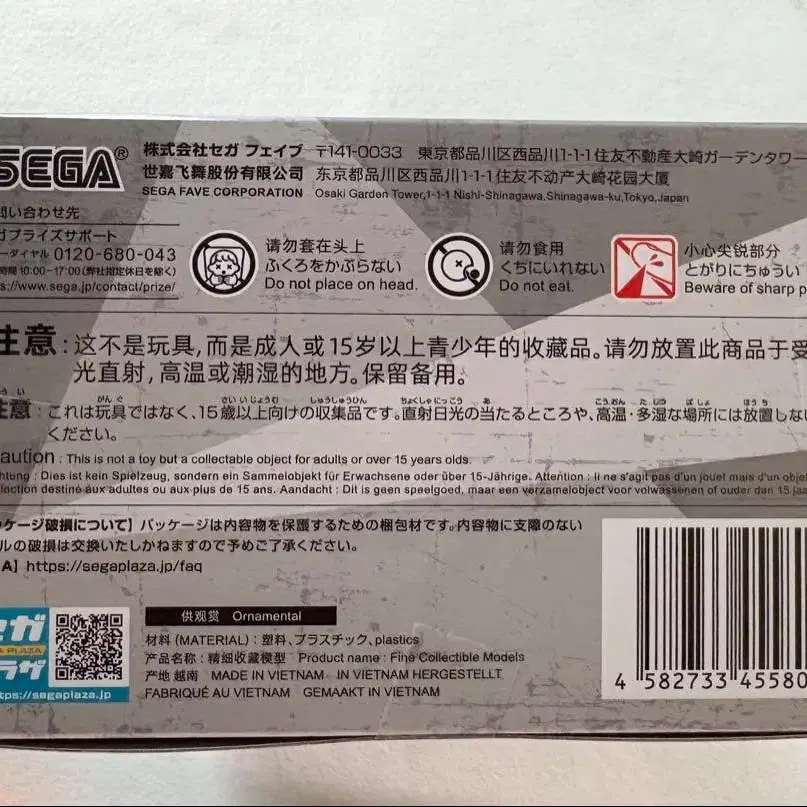 SEGA®
株式会社セガ フェイブ 〒141-0033 東京都品川区西品川1-1-1住友不動産大崎ガーデンタワー
世嘉飞舞股份有限公司 东京都品川区西品川1-1-1住友不动产大崎花园大厦
SEGA FAVE CORPORATION Osaki Garden Tower,1-1-1 Nishi-Shinagawa,Shinagawa-ku,Tokyo,Japan
問い合わせ先
ガプライズサポート
ーダイヤル 0120-680-043
時間 10:00-17:00 (弊社指定休日を除く)
s://www.sega.jp/contact/prize/
请勿套在头上
ふくろをかぶらない
Do not place on head.
请勿食用
くちにいれない
Do not eat.
小心尖锐部分
とがりにちゅうい
Beware of sharp p
注意:这不是玩具,而是成人或15岁以上青少年的收藏品。请勿放置此商品于受
光直射,高温或潮湿的地方。保留备用。
注意:これは玩具ではなく、15歳以上向けの収集品です。直射日光の当たるところや、高温・多湿な場所には放置しな
ください。
aution : This is not a toy but a collectable object for adults or over 15 years olds.
chtung : Dies ist kein Spielzeug, sondern ein Sammelobjekt für Erwachsene oder über 15-Jährige. Attention : Il ne s'agit pas d'un jouet mais d'un objet
lection destiné aux adultes ou aux plus de 15 ans. Aandacht : Dit is geen speelgoed, maar een verzamelobject voor volwassenen of ouder dan 15 jaa
ッケージ破損について】パッケージは内容物を保護するための梱包材です。内容物に支障のない
ルの破損は交換いたしかねますので予めご了承ください。
A】https://segaplaza.jp/faq
セガ
A PLAZA
ラザ
https://segaplaza.jp
供观赏 Ornamental
材料 (MATERIAL) : 塑料、プラスチック、plastics
产品名称 : 精细收藏模型 Product name : Fine Collectible Models
产地 越南 MADE IN VIETNAM IN VIETNAM HERGESTELLT
FABRIQUÉ AU VIETNAM GEMAAKT IN VIETNAM
4 582733 45580